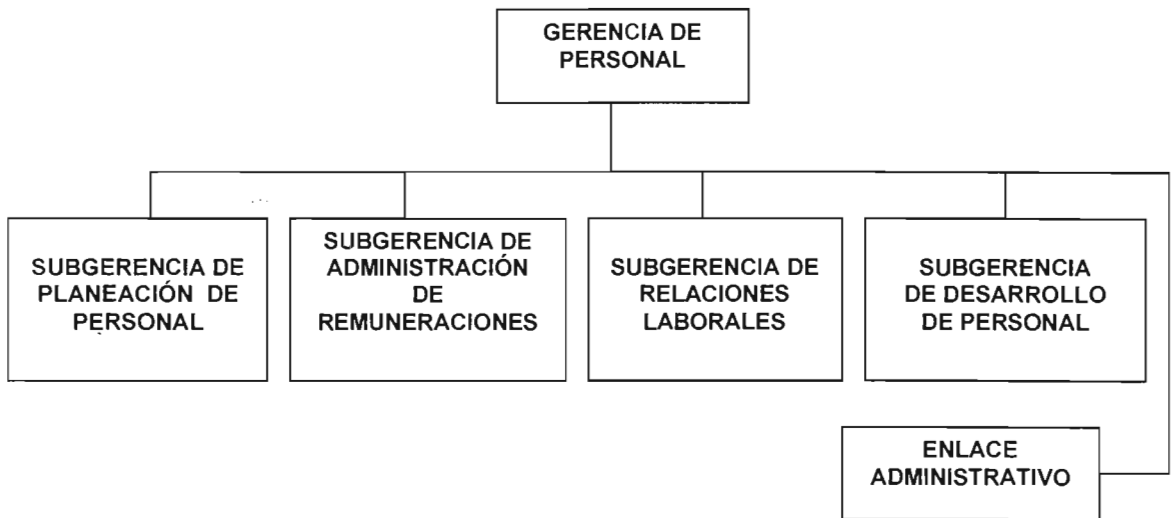 GERENCIA DE
PERSONAL
SUBGERENCIA DE
PLANEACIÓN DE
PERSONAL
SUBGERENCIA DE
ADMINISTRACIÓN
DE
REMUNERACIONES
SUBGERENCIA DE
RELACIONES
LABORALES
SUBGERENCIA
DE DESARROLLO
DE PERSONAL
ENLACE
ADMINISTRATIVO